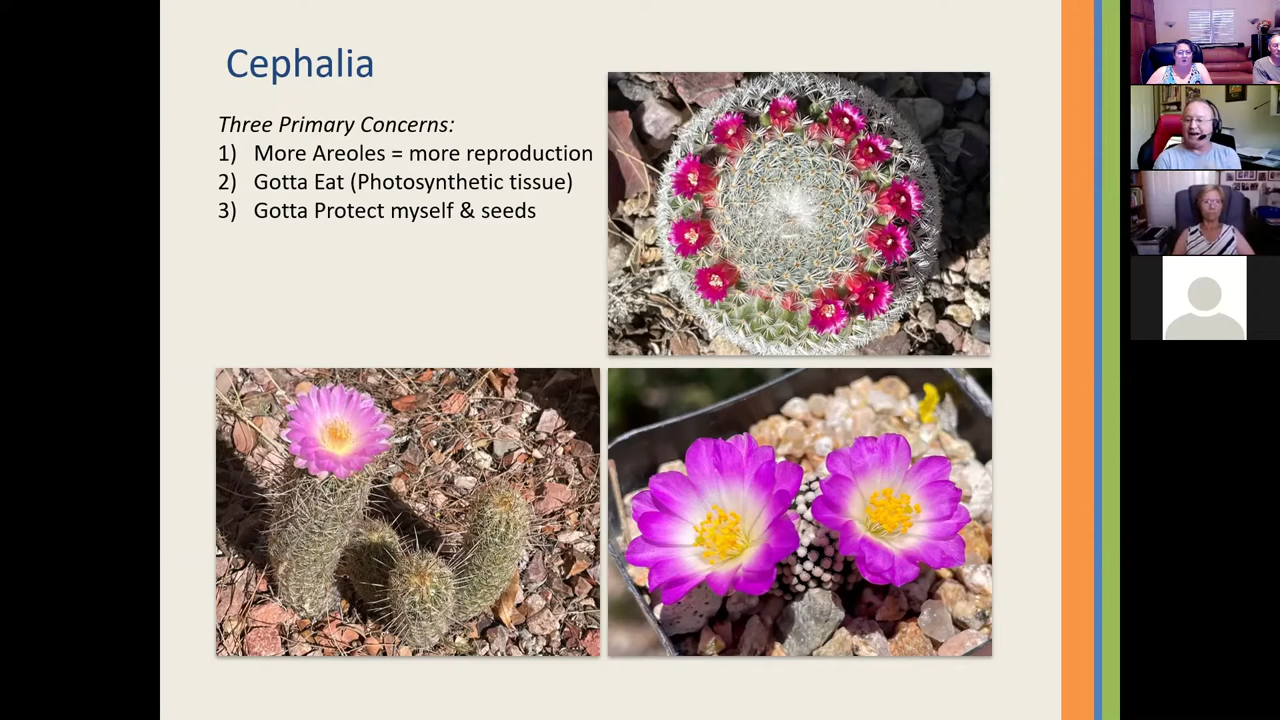 Cephalia
Three Primary Concerns:
1) More Areoles = more reproduction
2) Gotta Eat (Photosynthetic tissue)
3) Gotta Protect myself & seeds